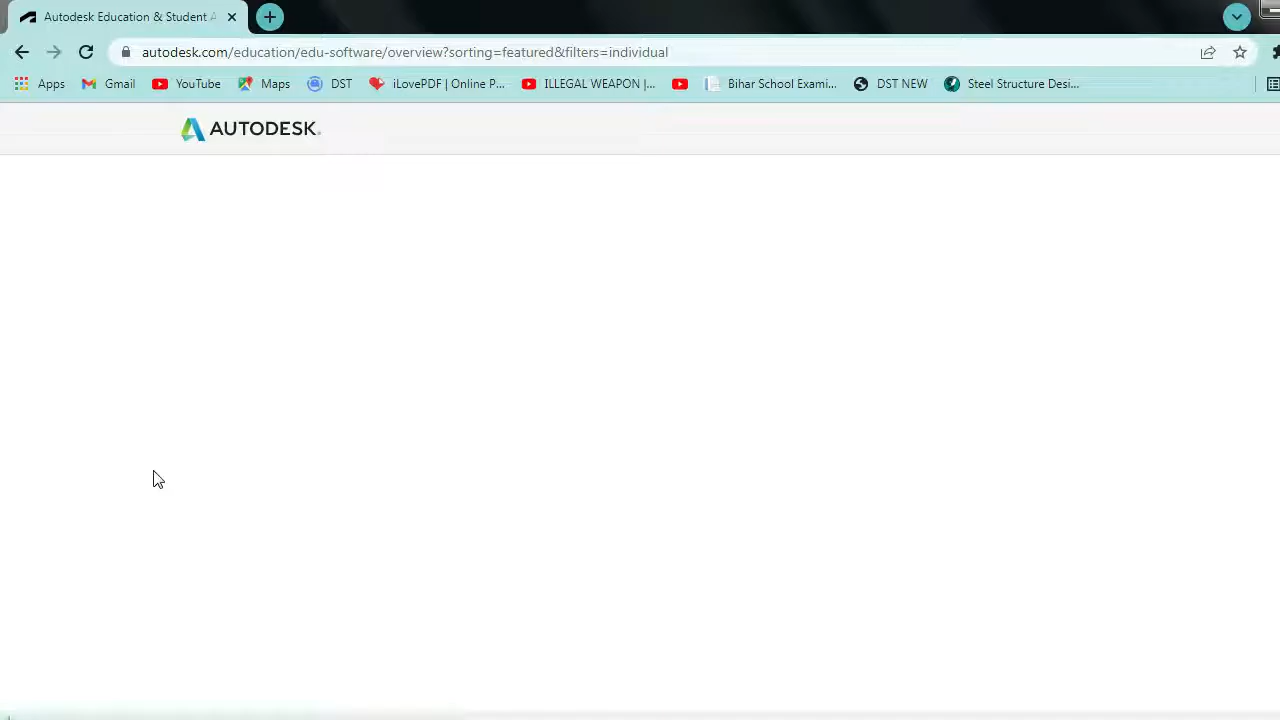 Autodesk Education & Student A
autodesk.com/education/edu-software/overview?sorting=featured&filters=individual
Apps Gmail YouTube Maps DST iLovePDF | Online P... ILLEGAL WEAPON |... Bihar School Exami... DST NEW Steel Structure Desi...
AUTODESK.